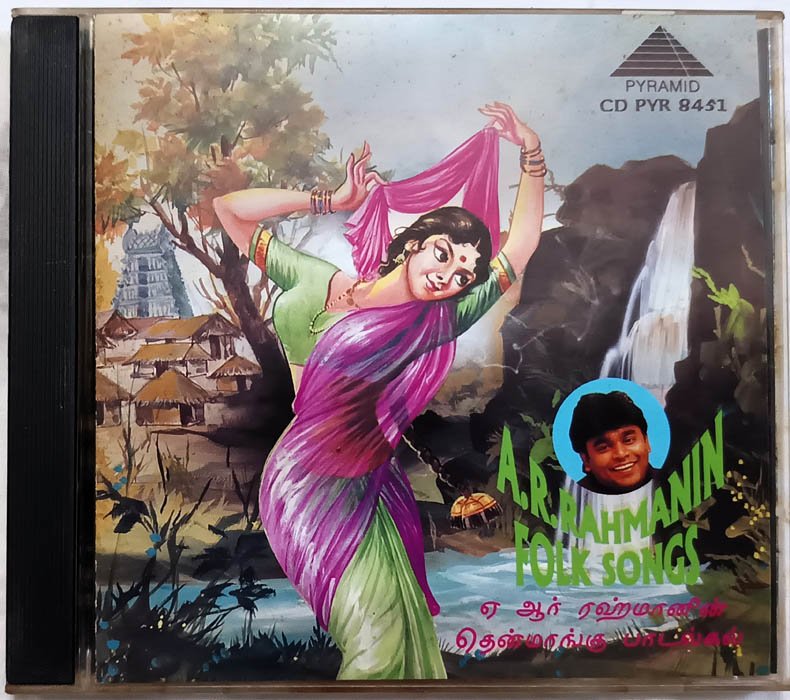 PYRAMID
CD PYR 8451
A.R.RAHMANIN
FOLK SONGS
ஏ ஆர் ரஹ்மானின்
தென்மாங்கு பாடல்கள்